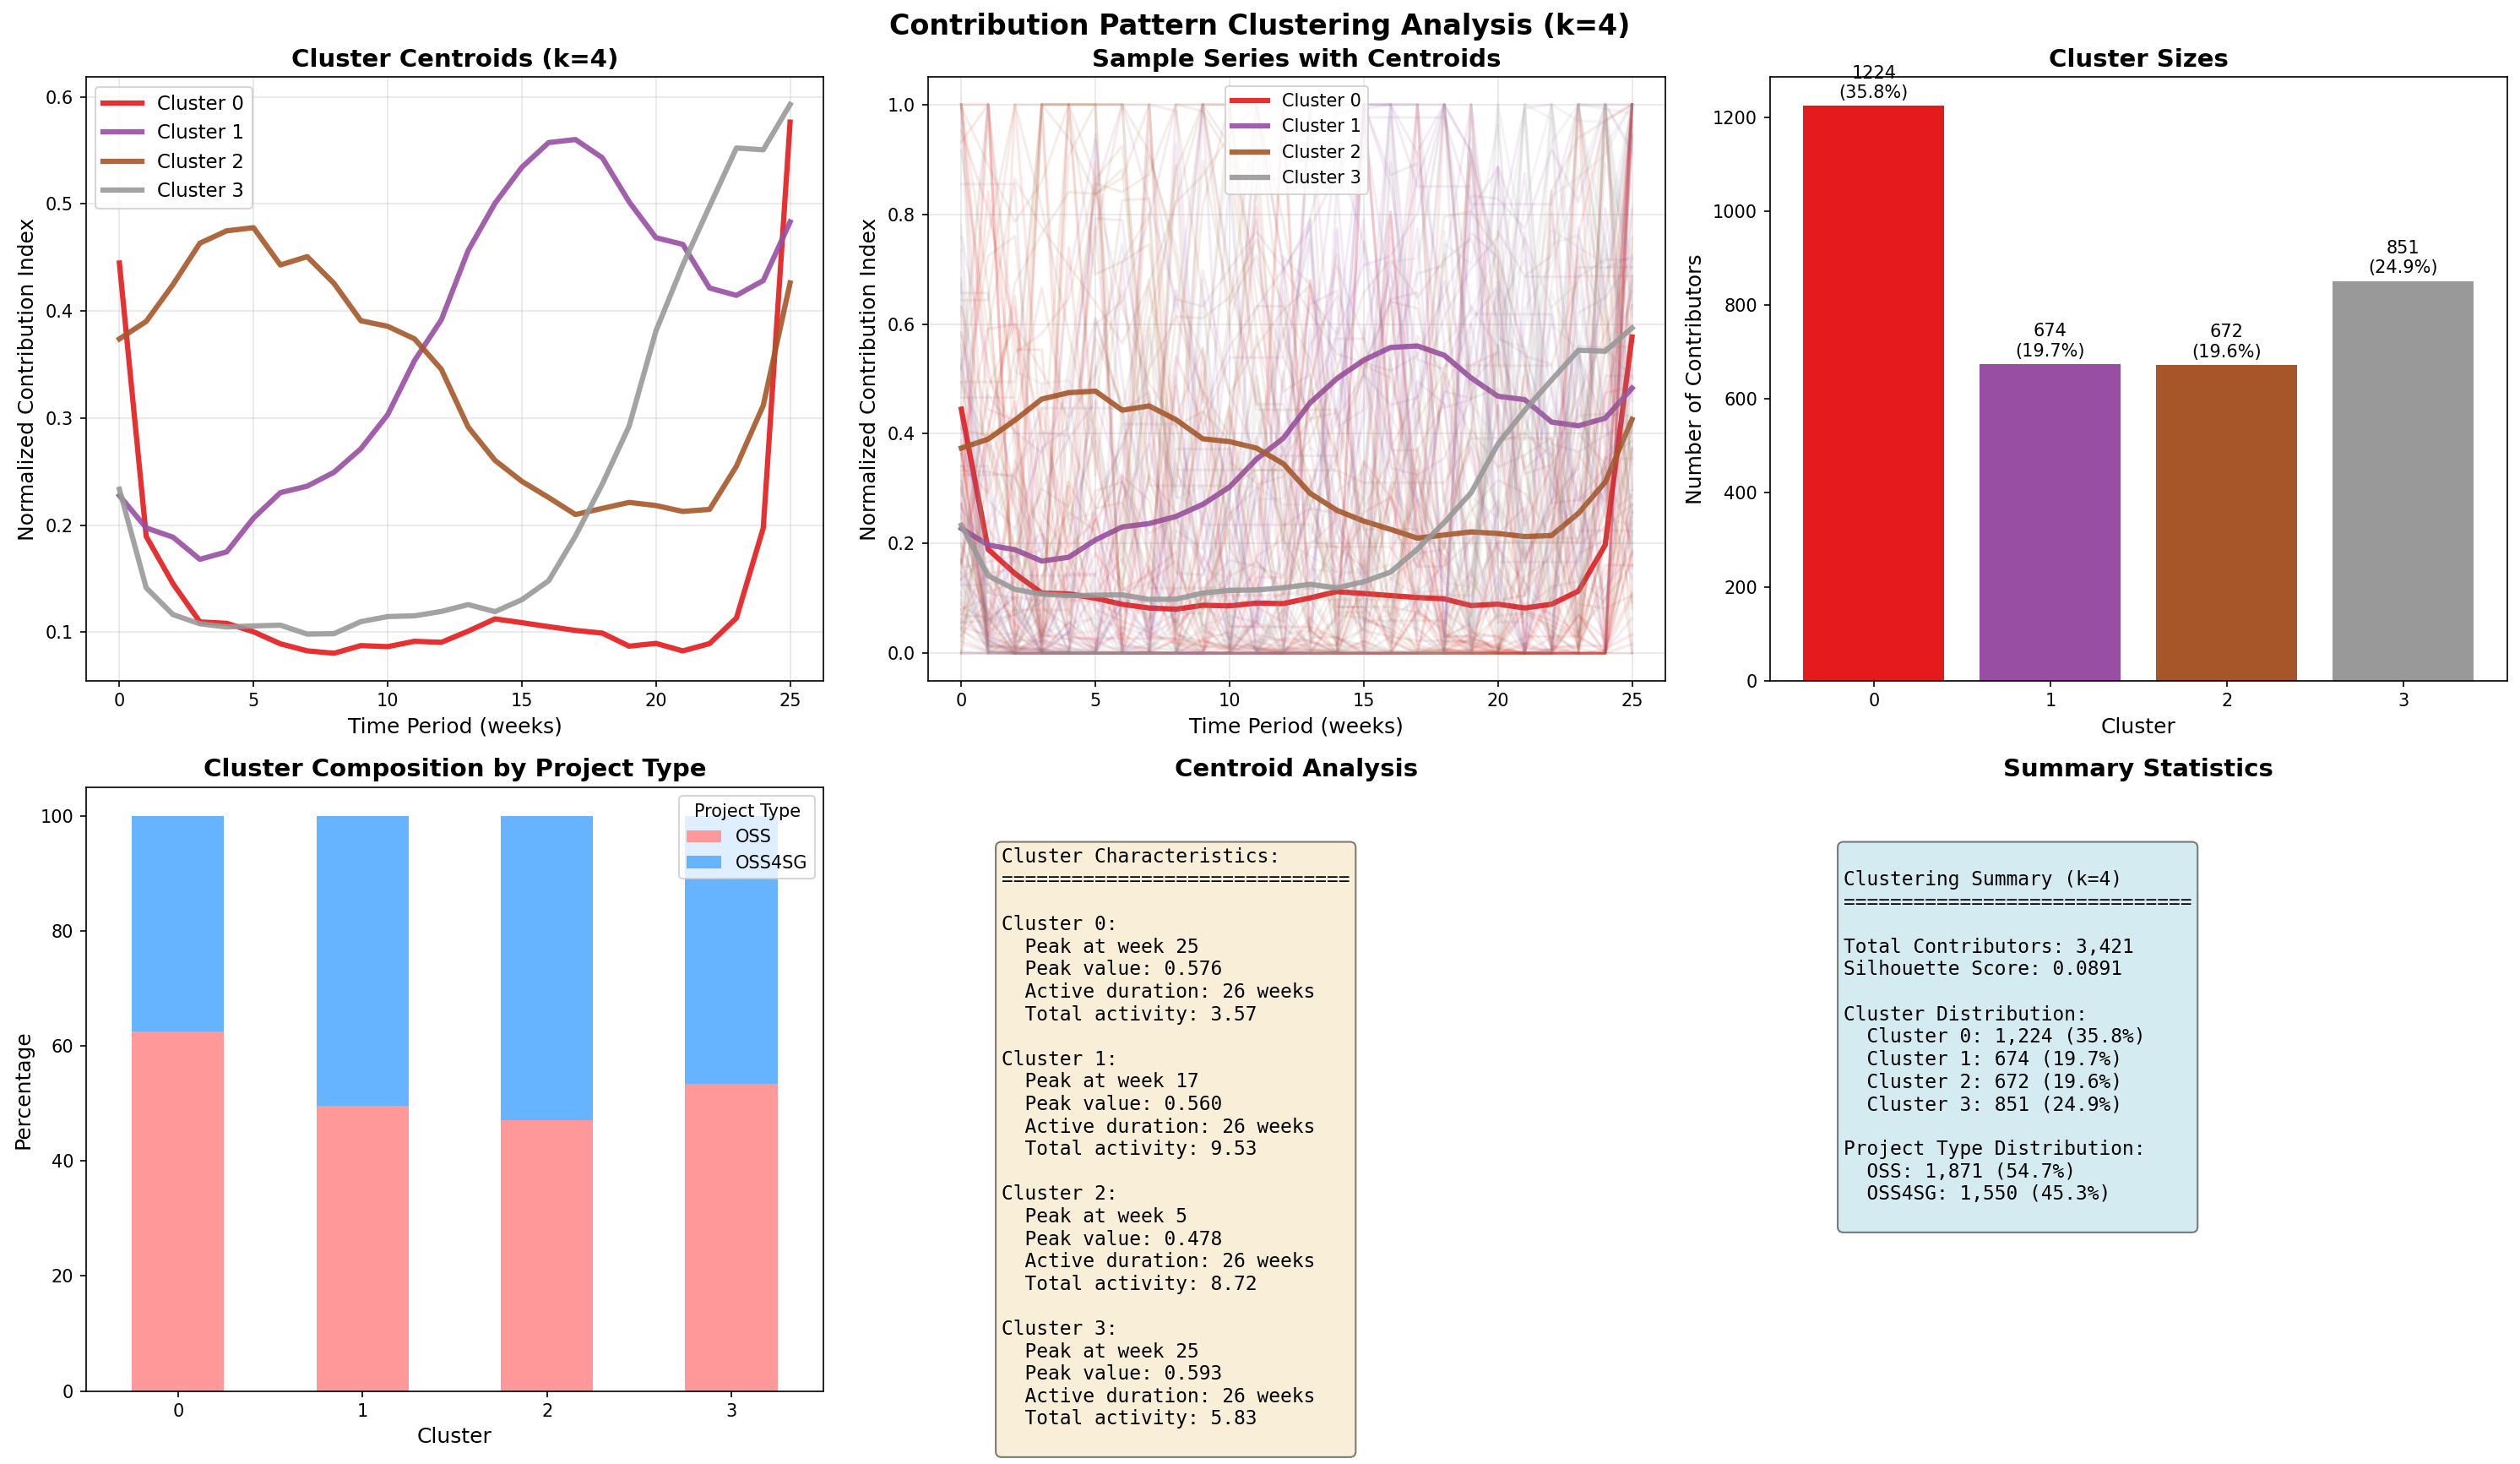 Contribution Pattern Clustering Analysis (k=4)
Cluster Centroids (k=4)
Normalized Contribution Index
0.6
0.5
0.4
0.3
0.2
0.1
Cluster 0
Cluster 1
Cluster 2
Cluster 3
0 5 10 15 20 25
Time Period (weeks)
Sample Series with Centroids
Normalized Contribution Index
1.0
0.8
0.6
0.4
0.2
0.0
Cluster 0
Cluster 1
Cluster 2
Cluster 3
0 5 10 15 20 25
Time Period (weeks)
Cluster Sizes
Number of Contributors
1200
1000
800
600
400
200
0
1224
(35.8%)
674
(19.7%)
672
(19.6%)
851
(24.9%)
0 1 2 3
Cluster
Cluster Composition by Project Type
Percentage
100
80
60
40
20
0
Project Type
OSS
OSS4SG
0 1 2 3
Cluster
Centroid Analysis
Cluster Characteristics:
==============================
Cluster 0:
Peak at week 25
Peak value: 0.576
Active duration: 26 weeks
Total activity: 3.57
Cluster 1:
Peak at week 17
Peak value: 0.560
Active duration: 26 weeks
Total activity: 9.53
Cluster 2:
Peak at week 5
Peak value: 0.478
Active duration: 26 weeks
Total activity: 8.72
Cluster 3:
Peak at week 25
Peak value: 0.593
Active duration: 26 weeks
Total activity: 5.83
Summary Statistics
Clustering Summary (k=4)
==============================
Total Contributors: 3,421
Silhouette Score: 0.0891
Cluster Distribution:
Cluster 0: 1,224 (35.8%)
Cluster 1: 674 (19.7%)
Cluster 2: 672 (19.6%)
Cluster 3: 851 (24.9%)
Project Type Distribution:
OSS: 1,871 (54.7%)
OSS4SG: 1,550 (45.3%)